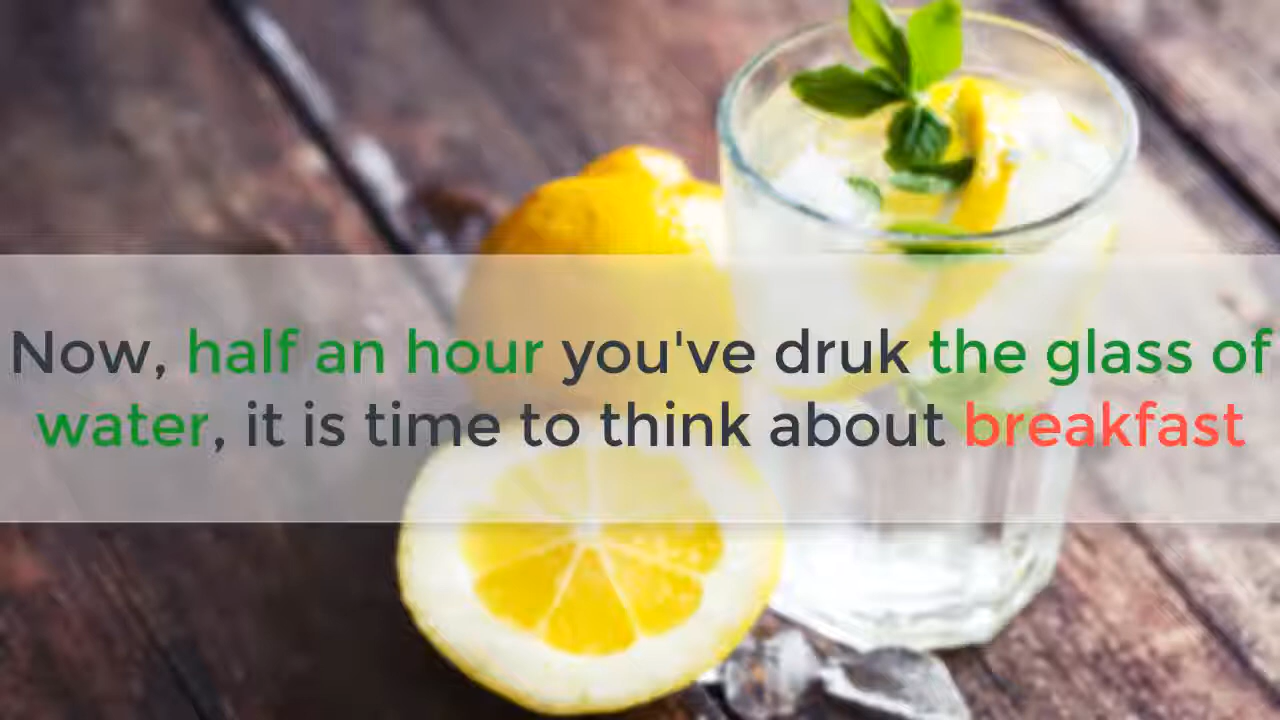 Now, half an hour you've druk the glass of
water, it is time to think about breakfast